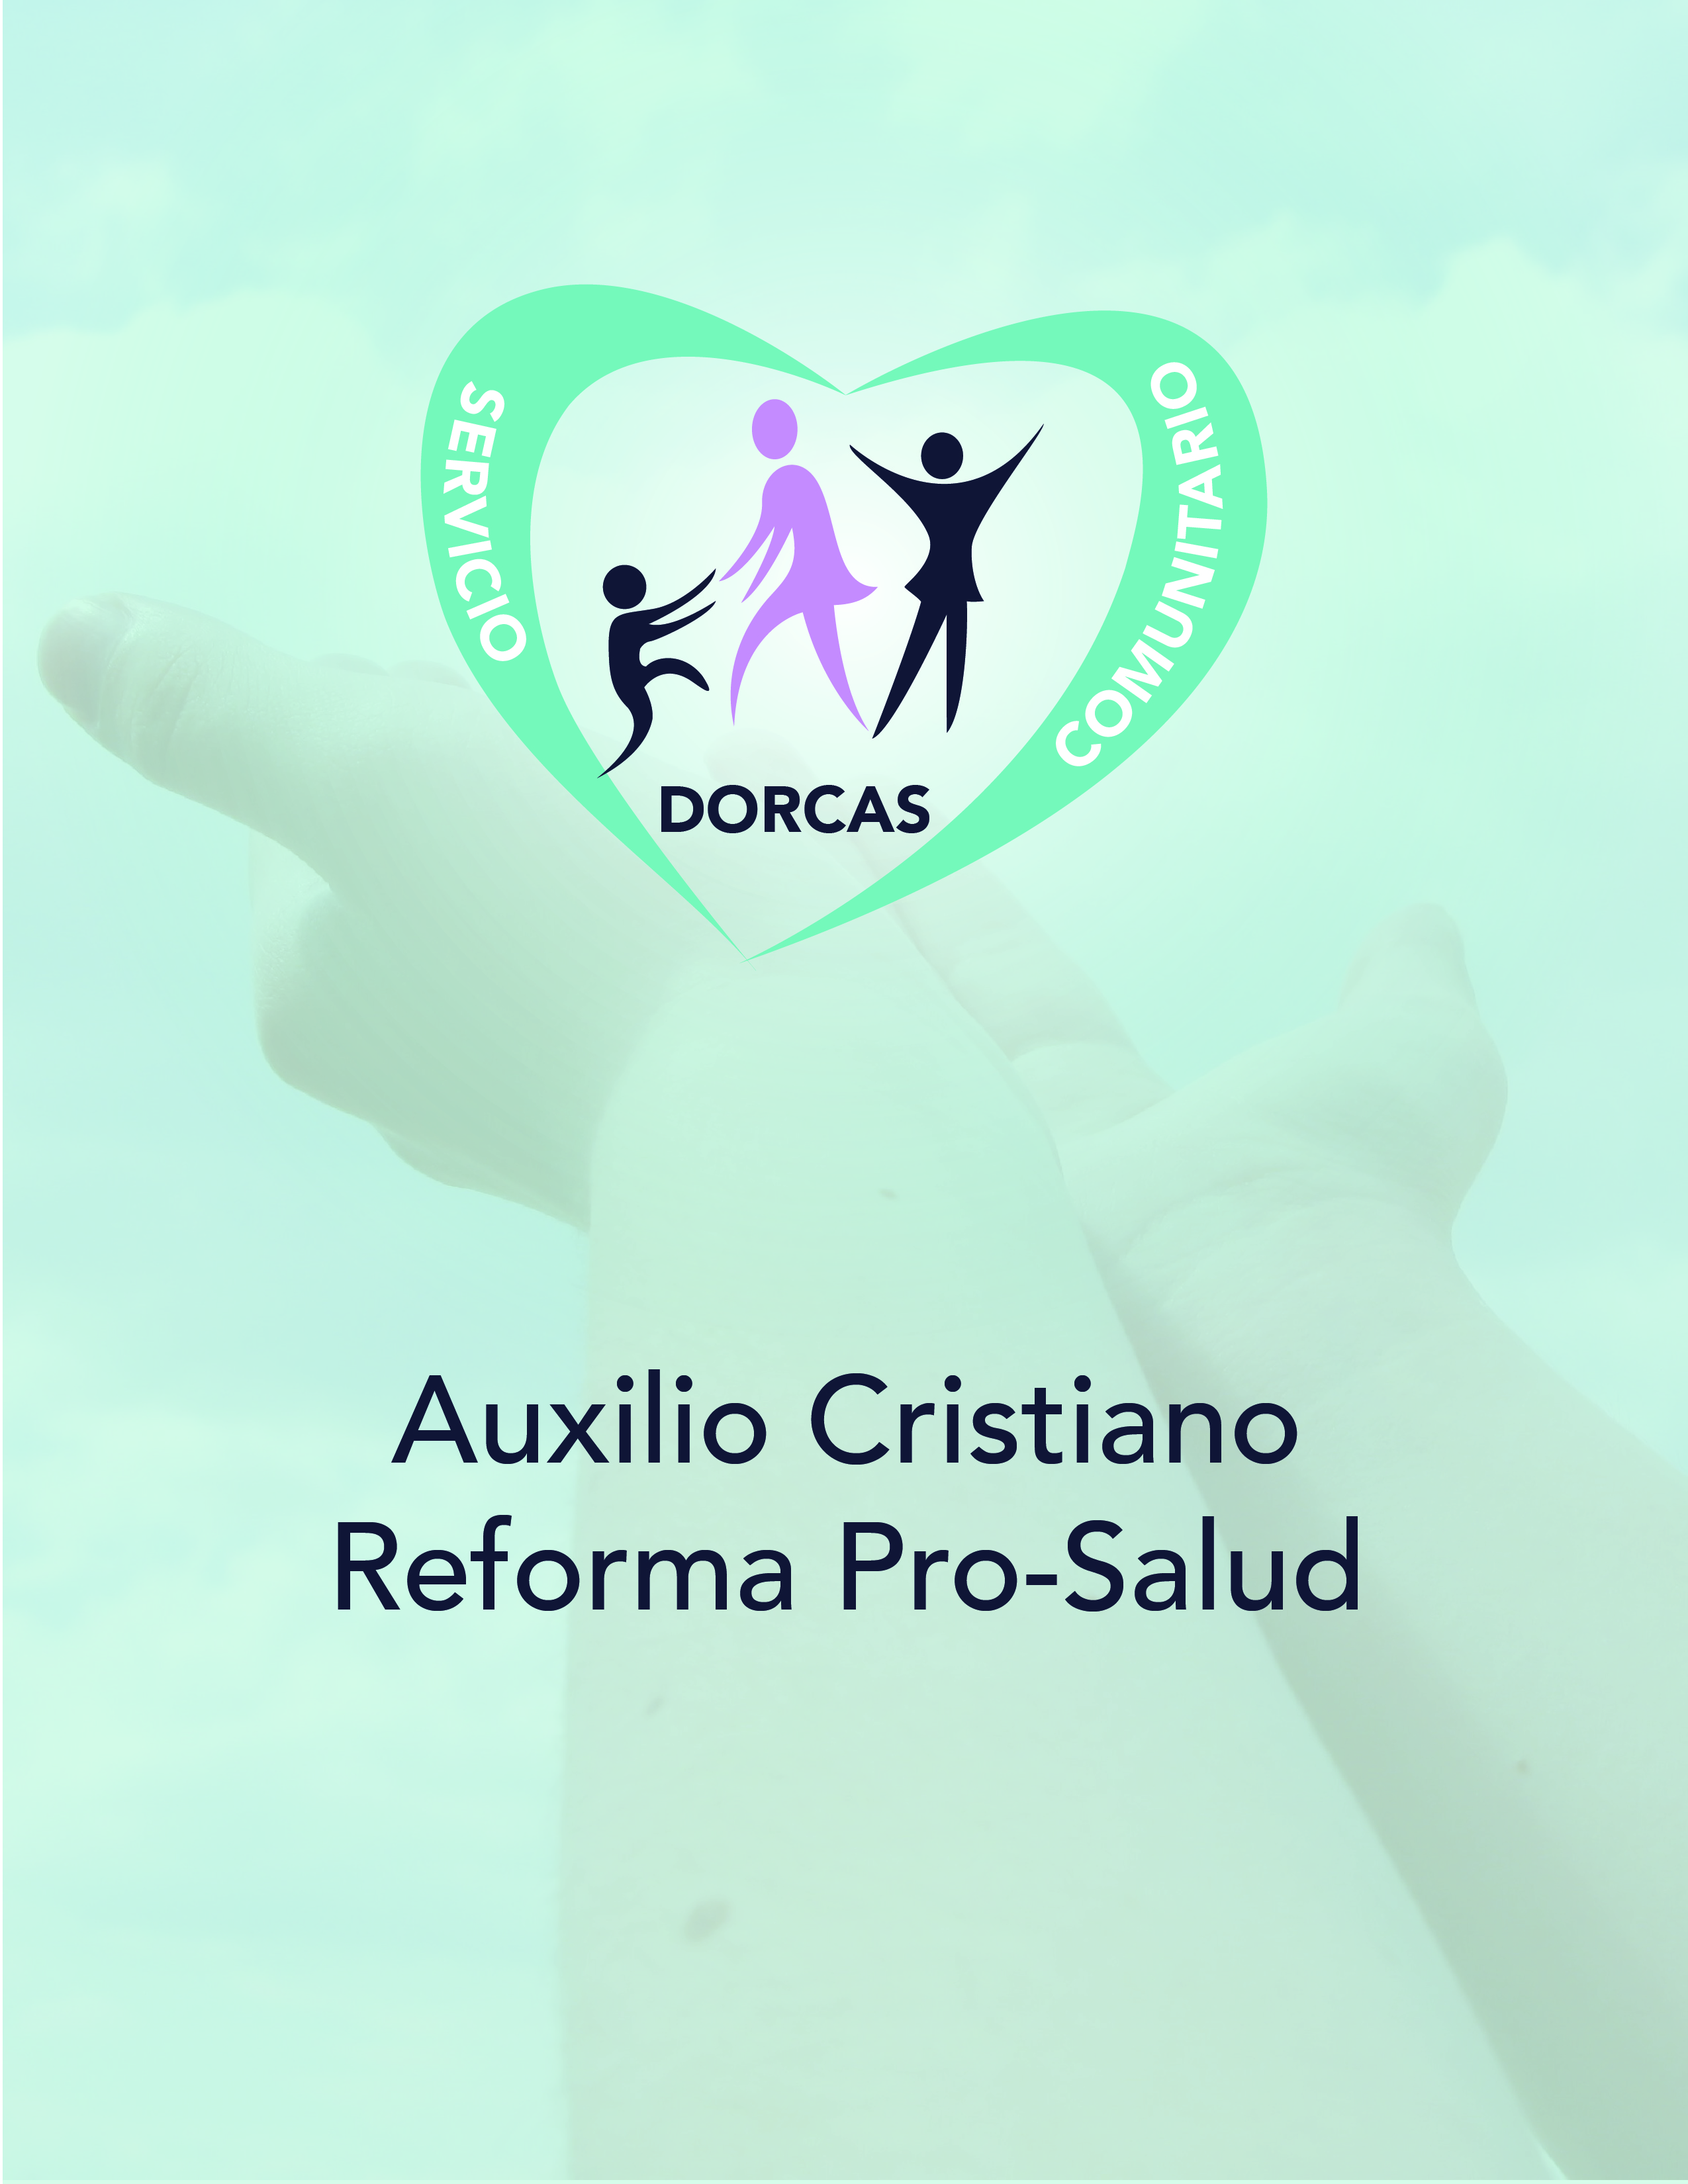 SERVICIO
COMUNITARIO
DORCAS
Auxilio Cristiano
Reforma Pro-Salud